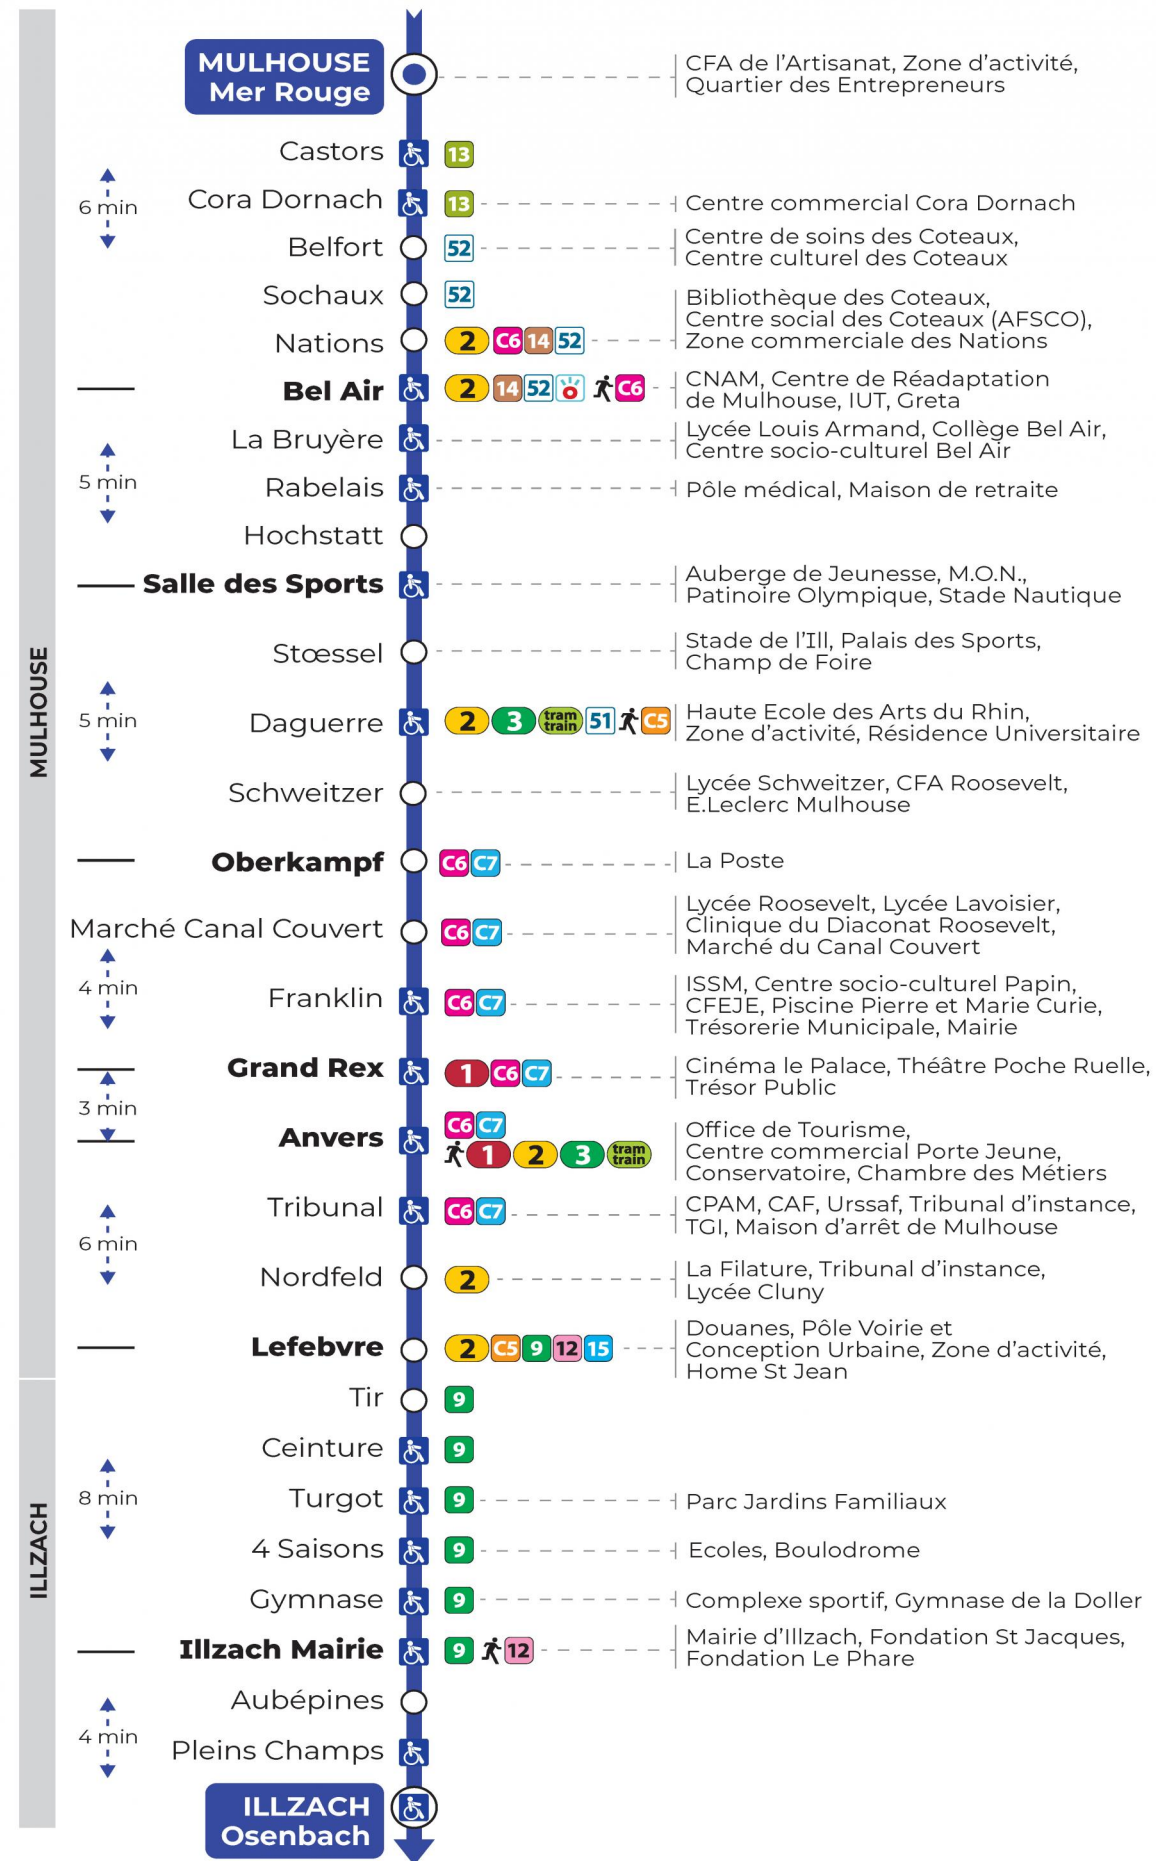 MULHOUSE
Mer Rouge
CFA de l'Artisanat, Zone d'activité,
Quartier des Entrepreneurs
Castors 13
6 min
Cora Dornach 13 Centre commercial Cora Dornach
Belfort 52
Centre de soins des Coteaux,
Centre culturel des Coteaux
Sochaux 52
Nations 2 C6 14 52
Bibliothèque des Coteaux,
Centre social des Coteaux (AFSCO),
Zone commerciale des Nations
Bel Air 2 14 52 C6
CNAM, Centre de Réadaptation
de Mulhouse, IUT, Greta
La Bruyère
Lycée Louis Armand, Collège Bel Air,
Centre socio-culturel Bel Air
5 min
Rabelais Pôle médical, Maison de retraite
Hochstatt
Salle des Sports
Auberge de Jeunesse, M.O.N.,
Patinoire Olympique, Stade Nautique
MULHOUSE
Stœssel
Stade de l'Ill, Palais des Sports,
Champ de Foire
5 min
Daguerre 2 3 tram train 51 C5
Haute Ecole des Arts du Rhin,
Zone d'activité, Résidence Universitaire
Schweitzer
Lycée Schweitzer, CFA Roosevelt,
E.Leclerc Mulhouse
Oberkampf C6 C7 La Poste
Marché Canal Couvert C6 C7
Lycée Roosevelt, Lycée Lavoisier,
Clinique du Diaconat Roosevelt,
Marché du Canal Couvert
4 min
Franklin C6 C7
ISSM, Centre socio-culturel Papin,
CFEJE, Piscine Pierre et Marie Curie,
Trésorerie Municipale, Mairie
Grand Rex 1 C6 C7
Cinéma le Palace, Théâtre Poche Ruelle,
Trésor Public
3 min
Anvers C6 C7
1 2 3 tram train
Office de Tourisme,
Centre commercial Porte Jeune,
Conservatoire, Chambre des Métiers
Tribunal C6 C7
CPAM, CAF, Urssaf, Tribunal d'instance,
TGI, Maison d'arrêt de Mulhouse
6 min
Nordfeld 2
La Filature, Tribunal d'instance,
Lycée Cluny
Lefebvre 2 C5 9 12 15
Douanes, Pôle Voirie et
Conception Urbaine, Zone d'activité,
Home St Jean
Tir 9
Ceinture 9
8 min
Turgot 9 Parc Jardins Familiaux
ILLZACH
4 Saisons 9 Ecoles, Boulodrome
Gymnase 9 Complexe sportif, Gymnase de la Doller
Illzach Mairie 9 12
Mairie d'Illzach, Fondation St Jacques,
Fondation Le Phare
Aubépines
4 min
Pleins Champs
ILLZACH
Osenbach